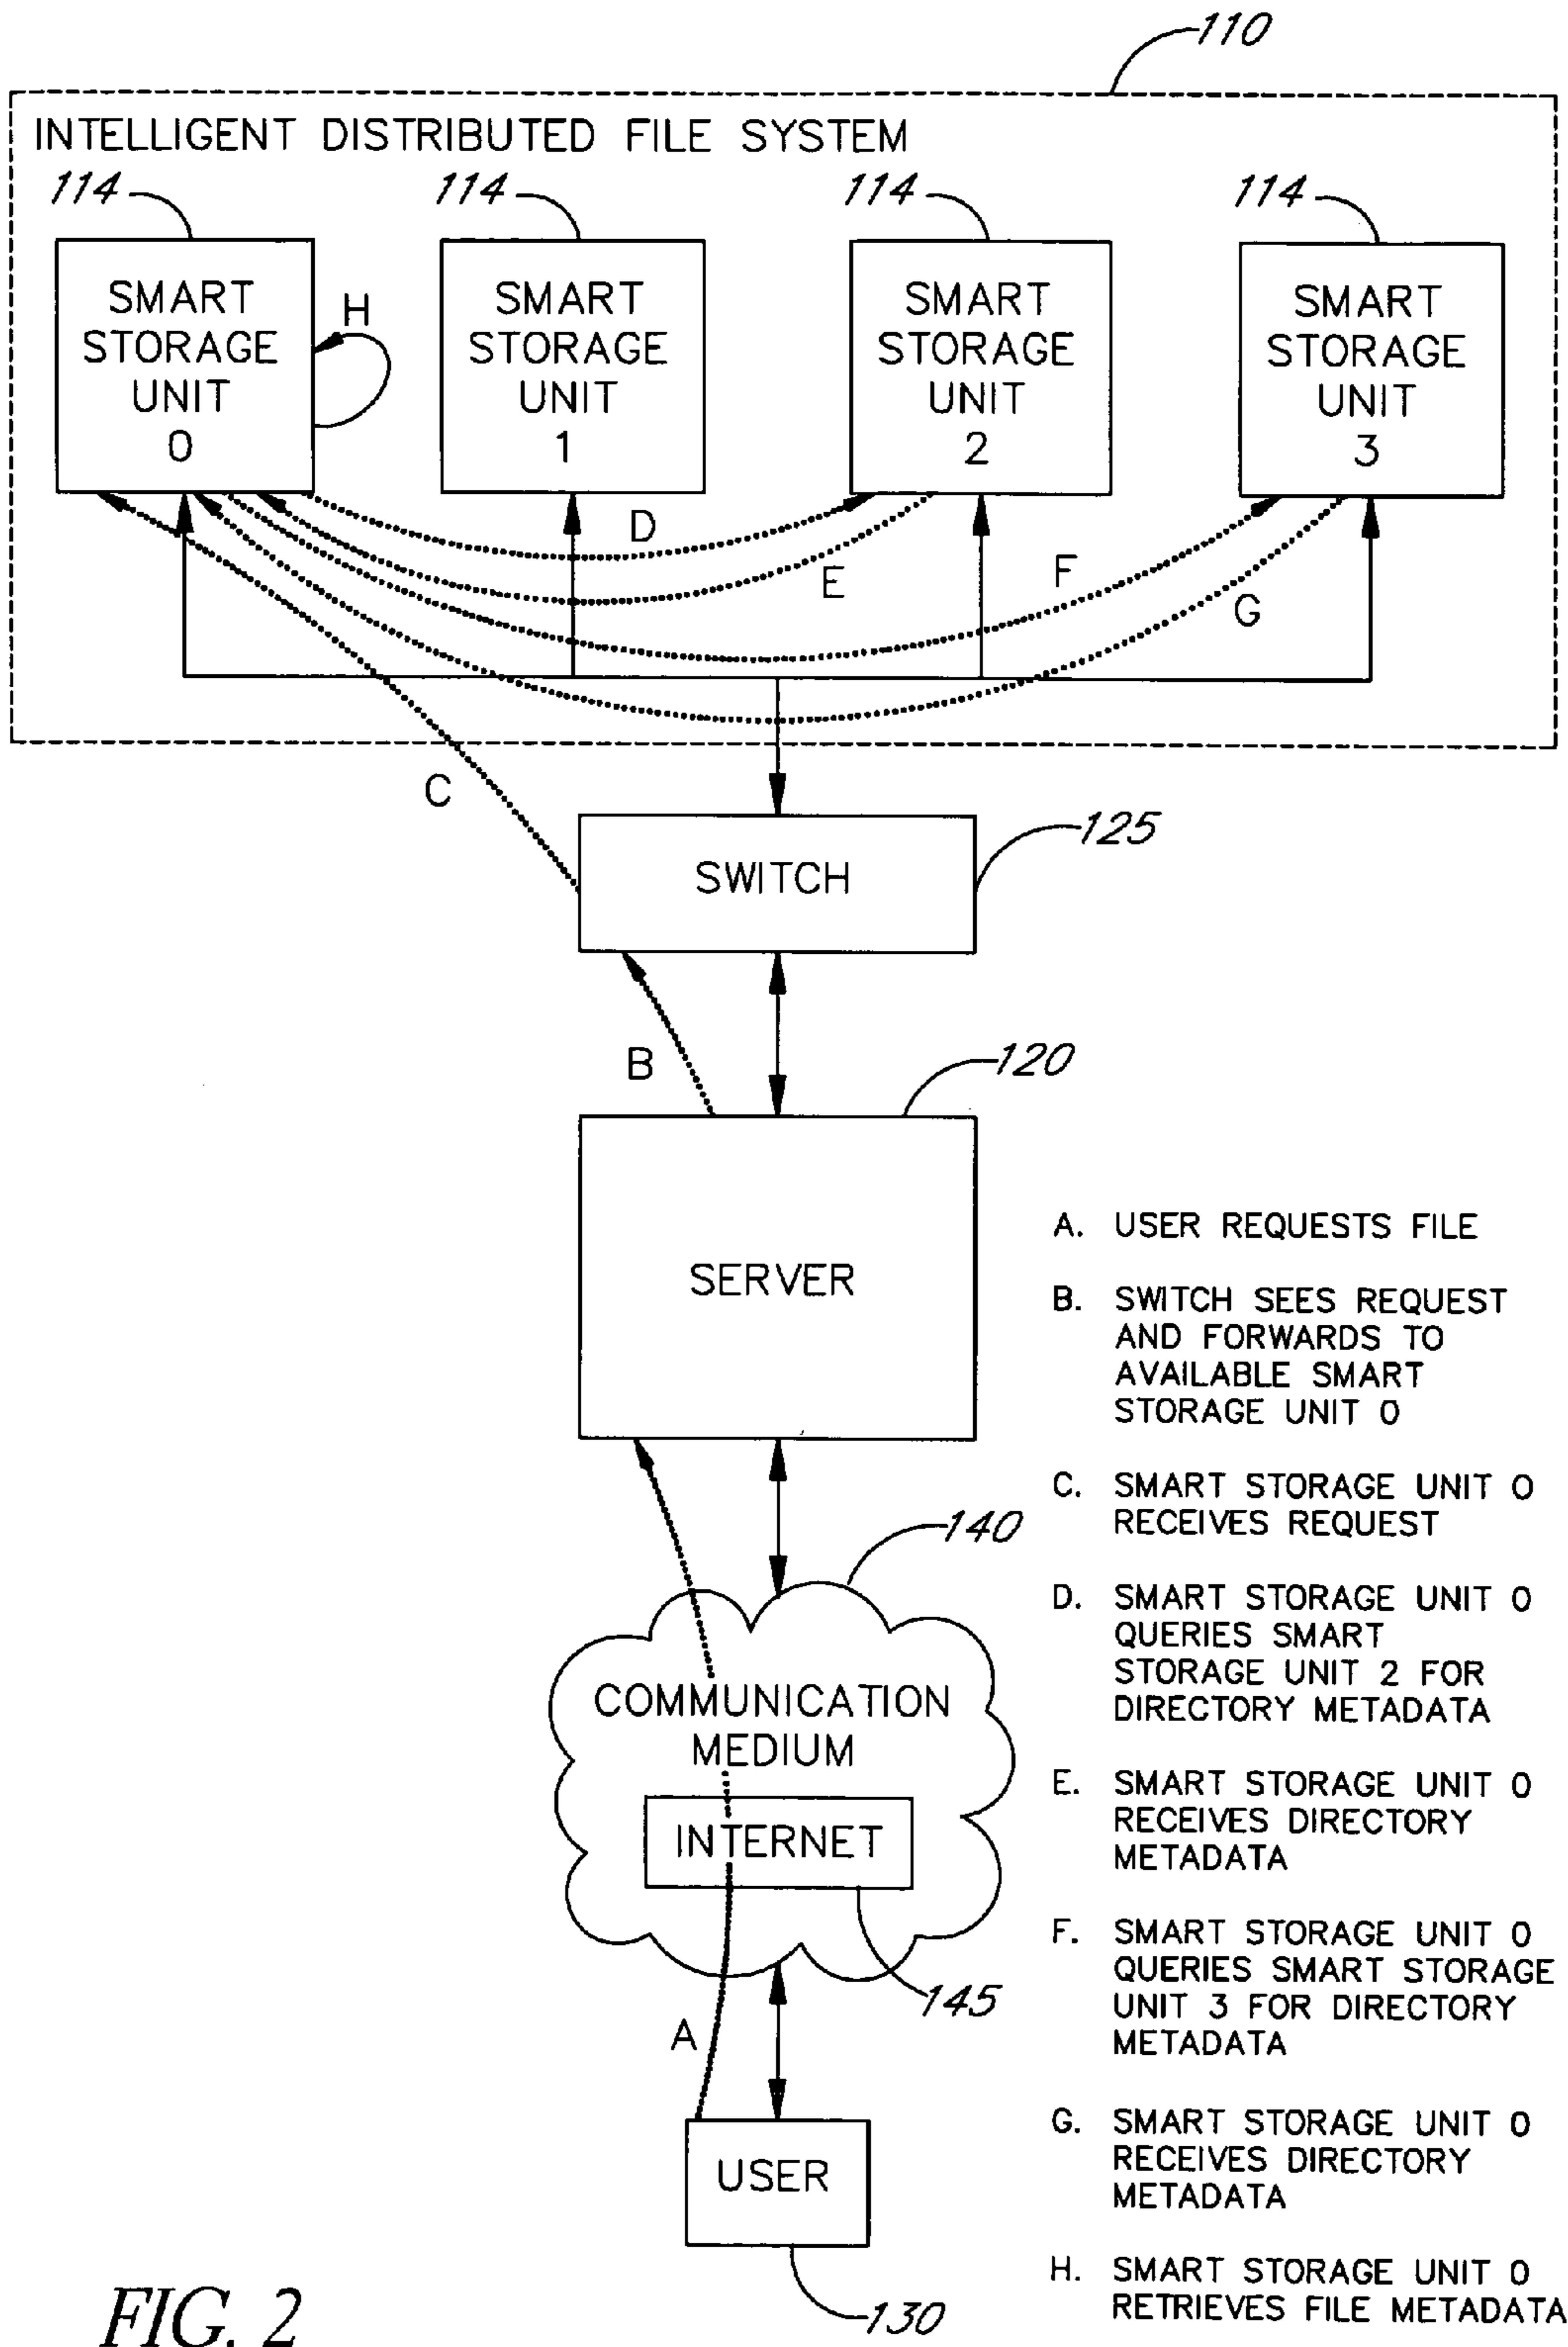 110
INTELLIGENT DISTRIBUTED FILE SYSTEM
114
114
114
114
SMART
STORAGE
UNIT
0
H
SMART
STORAGE
UNIT
1
SMART
STORAGE
UNIT
2
SMART
STORAGE
UNIT
3
D
E
F
G
C
SWITCH
125
B
120
SERVER
140
COMMUNICATION
MEDIUM
INTERNET
145
A
USER
130
A. USER REQUESTS FILE
B. SWITCH SEES REQUEST
AND FORWARDS TO
AVAILABLE SMART
STORAGE UNIT 0
C. SMART STORAGE UNIT 0
RECEIVES REQUEST
D. SMART STORAGE UNIT 0
QUERIES SMART
STORAGE UNIT 2 FOR
DIRECTORY METADATA
E. SMART STORAGE UNIT 0
RECEIVES DIRECTORY
METADATA
F. SMART STORAGE UNIT 0
QUERIES SMART STORAGE
UNIT 3 FOR DIRECTORY
METADATA
G. SMART STORAGE UNIT 0
RECEIVES DIRECTORY
METADATA
H. SMART STORAGE UNIT 0
RETRIEVES FILE METADATA
FIG. 2